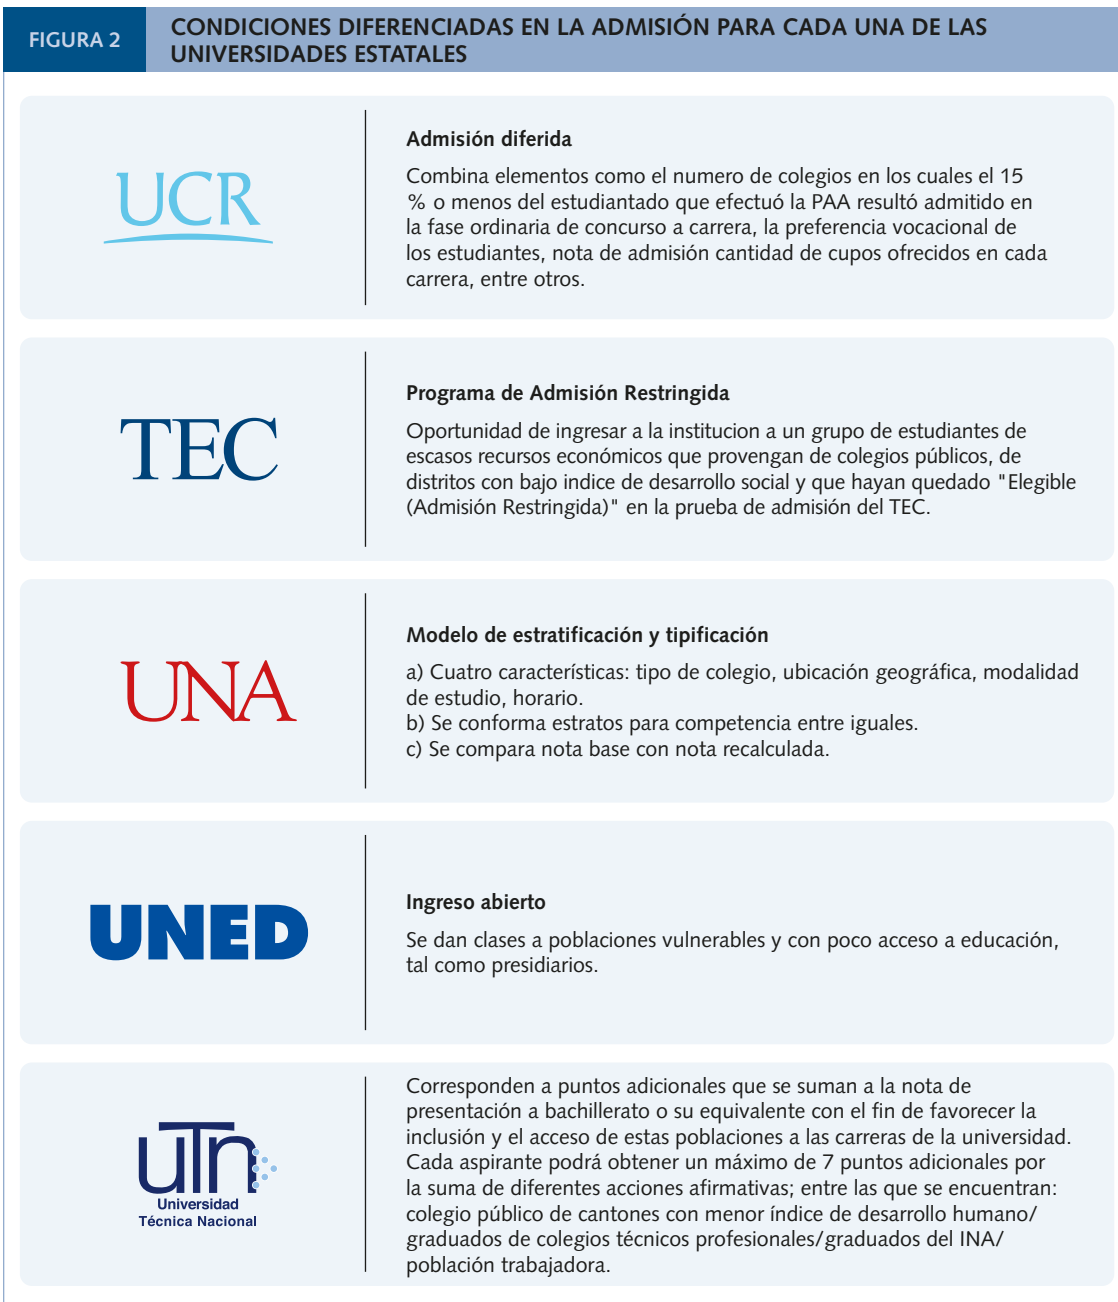 FIGURA 2
CONDICIONES DIFERENCIADAS EN LA ADMISIÓN PARA CADA UNA DE LAS
UNIVERSIDADES ESTATALES
UCR
Admisión diferida
Combina elementos como el numero de colegios en los cuales el 15
% o menos del estudiantado que efectuó la PAA resultó admitido en
la fase ordinaria de concurso a carrera, la preferencia vocacional de
los estudiantes, nota de admisión cantidad de cupos ofrecidos en cada
carrera, entre otros.
TEC
Programa de Admisión Restringida
Oportunidad de ingresar a la institucion a un grupo de estudiantes de
escasos recursos económicos que provengan de colegios públicos, de
distritos con bajo indice de desarrollo social y que hayan quedado "Elegible
(Admisión Restringida)" en la prueba de admisión del TEC.
UNA
Modelo de estratificación y tipificación
a) Cuatro características: tipo de colegio, ubicación geográfica, modalidad
de estudio, horario.
b) Se conforma estratos para competencia entre iguales.
c) Se compara nota base con nota recalculada.
UNED
Ingreso abierto
Se dan clases a poblaciones vulnerables y con poco acceso a educación,
tal como presidiarios.
uTn
Universidad
Técnica Nacional
Corresponden a puntos adicionales que se suman a la nota de
presentación a bachillerato o su equivalente con el fin de favorecer la
inclusión y el acceso de estas poblaciones a las carreras de la universidad.
Cada aspirante podrá obtener un máximo de 7 puntos adicionales por
la suma de diferentes acciones afirmativas; entre las que se encuentran:
colegio público de cantones con menor índice de desarrollo humano/
graduados de colegios técnicos profesionales/graduados del INA/
población trabajadora.